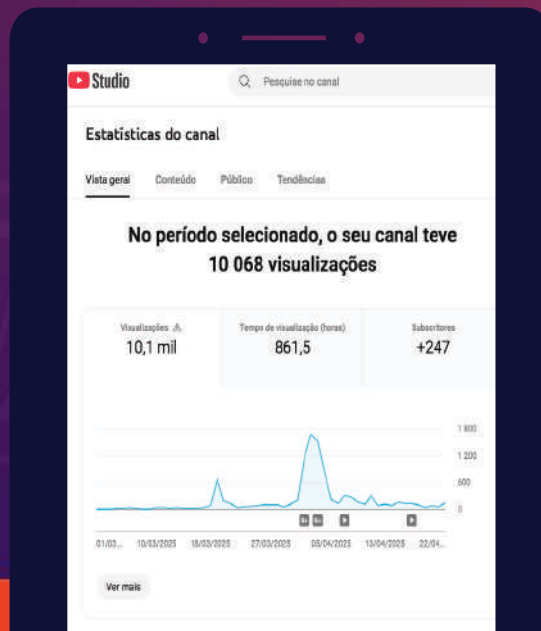 Studio
Pesquise no canal
Estatísticas do canal
Vista geral Conteúdo Público Tendências
No período selecionado, o seu canal teve
10 068 visualizações
Visualizações Tempo de visualização (horas) Subscritores
10,1 mil 861,5 +247
1 800
1 200
600
0
01/03... 10/03/2025 18/03/2025 27/03/2025 05/04/2025 13/04/2025 22/04...
Ver mais